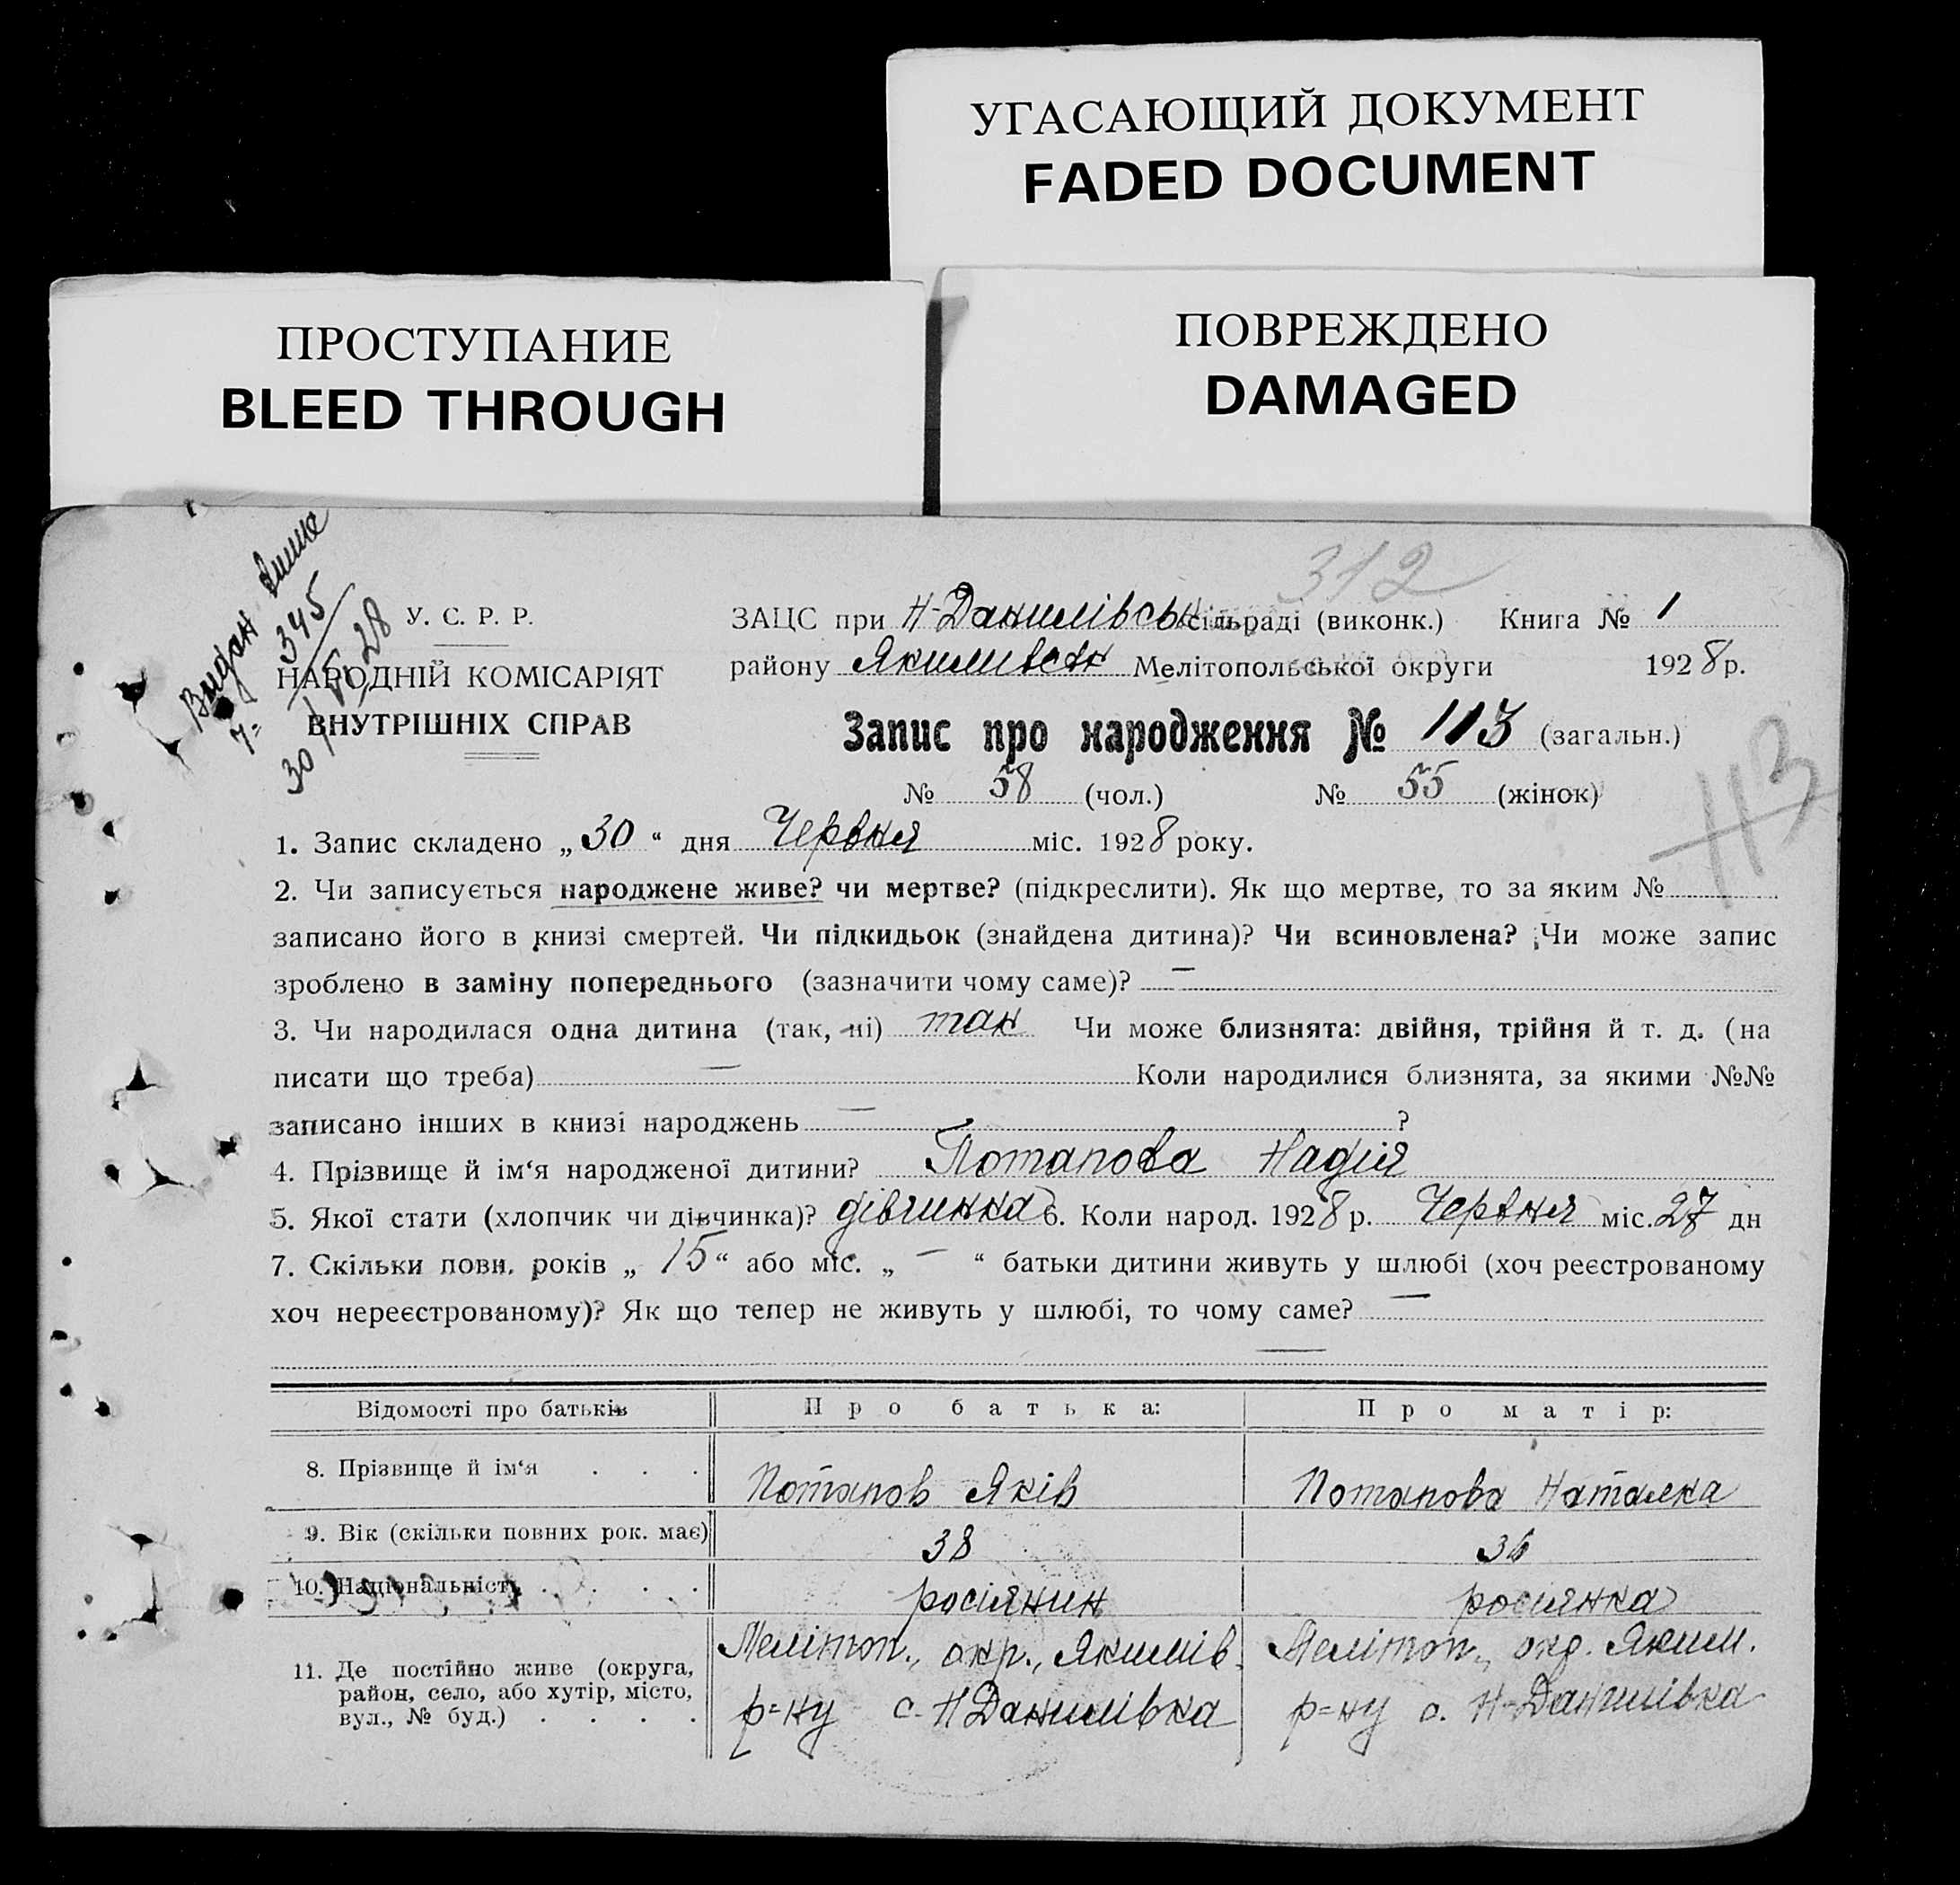 УГАСАЮЩИЙ ДОКУМЕНТ
FADED DOCUMENT
ПРОСТУПАНИЕ
BLEED THROUGH
ПОВРЕЖДЕНО
DAMAGED
312
Видан
345
30 28
У. С. Р. Р.
НАРОДНІЙ КОМІСАРІЯТ
ВНУТРІШНІХ СПРАВ
ЗАЦС при Н-Данилівськ сільраді (виконк.) Книга № 1
району Якимівськ Мелітопольської округи 1928 р.
Запис про народження № 113 (загальн.)
№ 58 (чол.) № 55 (жінок)
113
1. Запис складено „30“ дня Червня міс. 1928 року.
2. Чи записується народжене живе? чи мертве? (підкреслити). Як що мертве, то за яким №
записано його в книзі смертей. Чи підкидьок (знайдена дитина)? Чи всиновлена? Чи може запис
зроблено в заміну попереднього (зазначити чому саме)? —
3. Чи народилася одна дитина (так, ні) так Чи може близнята: двійня, трійня й т. д. (на
писати що треба) — Коли народилися близнята, за якими №№
записано інших в книзі народжень — ?
4. Прізвище й ім‘я народженої дитини? Потапова Надія
5. Якої стати (хлопчик чи дівчинка)? дівчинка 6. Коли народ. 1928 р. Червня міс. 27 дн
7. Скільки повн. років „15“ або міс. „—“ батьки дитини живуть у шлюбі (хоч реєстрованому
хоч нереєстрованому)? Як що тепер не живуть у шлюбі, то чому саме? —
—
Відомості про батьків Про батька: Про матір:
8. Прізвище й ім‘я . . . Потапов Яків Потапова Наталка
9. Вік (скільки повних рок. має) 38 36
10. Національність . . . . росіянин росіянка
11. Де постійно живе (округа, район, село, або хутір, місто, вул., № буд.) . . . .
Мелітоп., окр., Якимів. Мелітоп., окр. Яким.
р=ну с. Н Данилівка р=ну с. Н-Данилівка